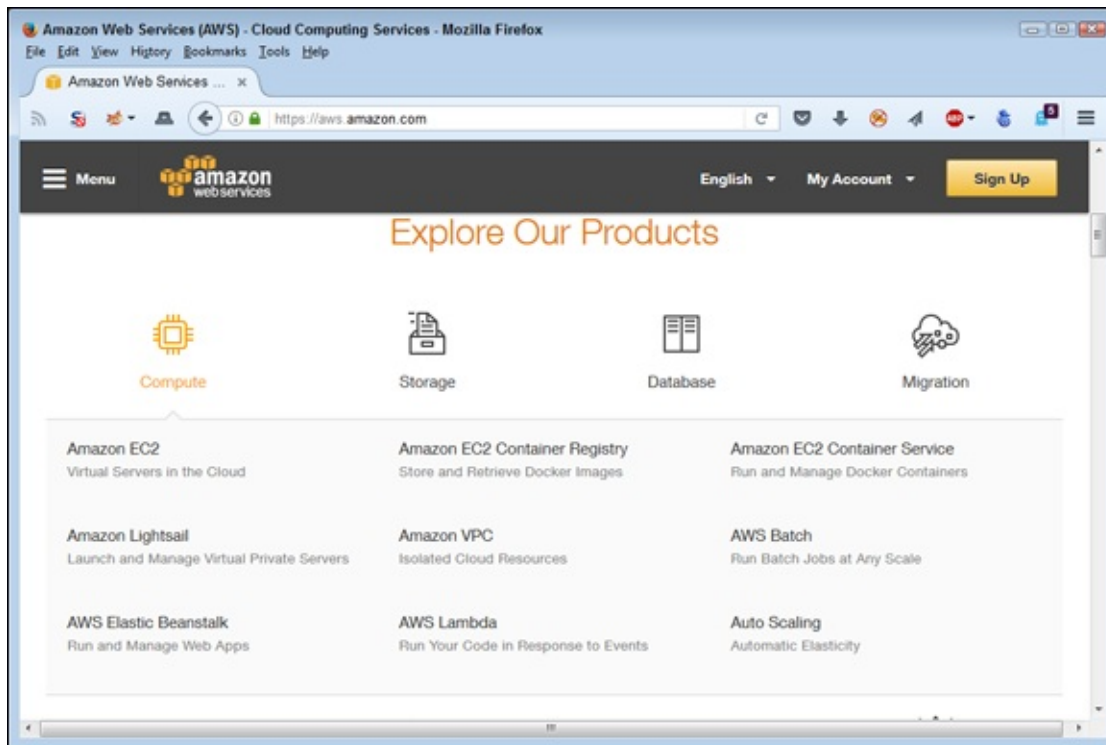 Amazon Web Services (AWS) - Cloud Computing Services - Mozilla Firefox
File Edit View History Bookmarks Tools Help
Amazon Web Services ... ×
https://aws.amazon.com
ABP
5
Menu
amazon
web services
English
My Account
Sign Up
Explore Our Products
Compute Storage Database Migration
Amazon EC2 Amazon EC2 Container Registry Amazon EC2 Container Service
Virtual Servers in the Cloud Store and Retrieve Docker Images Run and Manage Docker Containers
Amazon Lightsail Amazon VPC AWS Batch
Launch and Manage Virtual Private Servers Isolated Cloud Resources Run Batch Jobs at Any Scale
AWS Elastic Beanstalk AWS Lambda Auto Scaling
Run and Manage Web Apps Run Your Code in Response to Events Automatic Elasticity